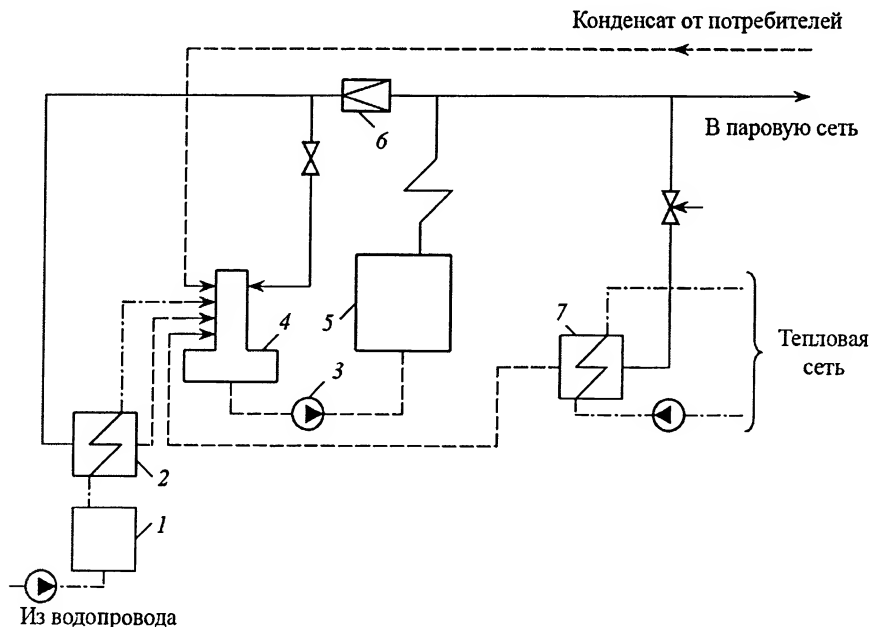 Конденсат от потребителей
6
В паровую сеть
4
5
7
3
Тепловая
сеть
2
1
Из водопровода